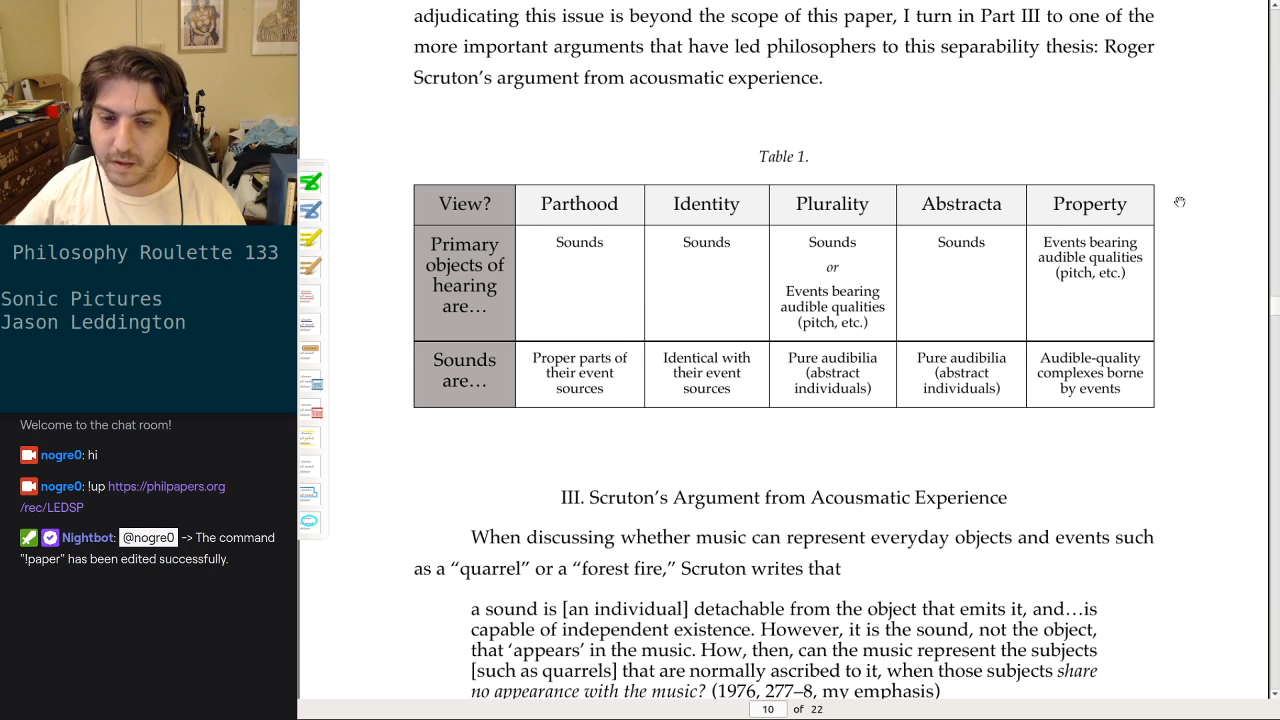 adjudicating this issue is beyond the scope of this paper, I turn in Part III to one of the
more important arguments that have led philosophers to this separability thesis: Roger
Scruton's argument from acousmatic experience.
Table 1.
View? Parthood Identity Plurality Abstract Property
Primary objects of hearing are:
Sounds
Sounds
Sounds
&
Events bearing
audible qualities
(pitch, etc.)
Sounds
Events bearing
audible qualities
(pitch, etc.)
Sounds are:
Proper parts of
their event
sources
Identical with
their event
sources
Pure audibilia
(abstract
individuals)
Pure audibilia
(abstract
individuals)
Audible-quality
complexes borne
by events
III. Scruton's Argument from Acousmatic Experience
When discussing whether music can represent everyday objects and events such
as a “quarrel” or a “forest fire,” Scruton writes that
a sound is [an individual] detachable from the object that emits it, and…is
capable of independent existence. However, it is the sound, not the object,
that ‘appears’ in the music. How, then, can the music represent the subjects
[such as quarrels] that are normally ascribed to it, when those subjects share
no appearance with the music? (1976, 277–8, my emphasis)
10 of 22
Philosophy Roulette 133
Sonic Pictures
Jason Leddington
Welcome to the chat room!
nogre0: hi
nogre0: !up https://philpapers.org
/rec/LEDSP
Nightbot: @nogre0 -> The command
"!paper" has been edited successfully.